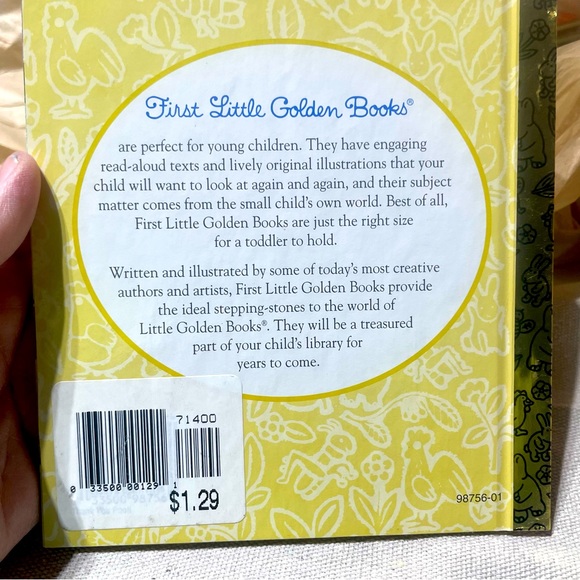 First Little Golden Books®
are perfect for young children. They have engaging
read-aloud texts and lively original illustrations that your
child will want to look at again and again, and their subject
matter comes from the small child's own world. Best of all,
First Little Golden Books are just the right size
for a toddler to hold.
Written and illustrated by some of today's most creative
authors and artists, First Little Golden Books provide
the ideal stepping-stones to the world of
Little Golden Books®. They will be a treasured
part of your child's library for
years to come.
71400
0 33500 00129 1
$1.29
98756-01